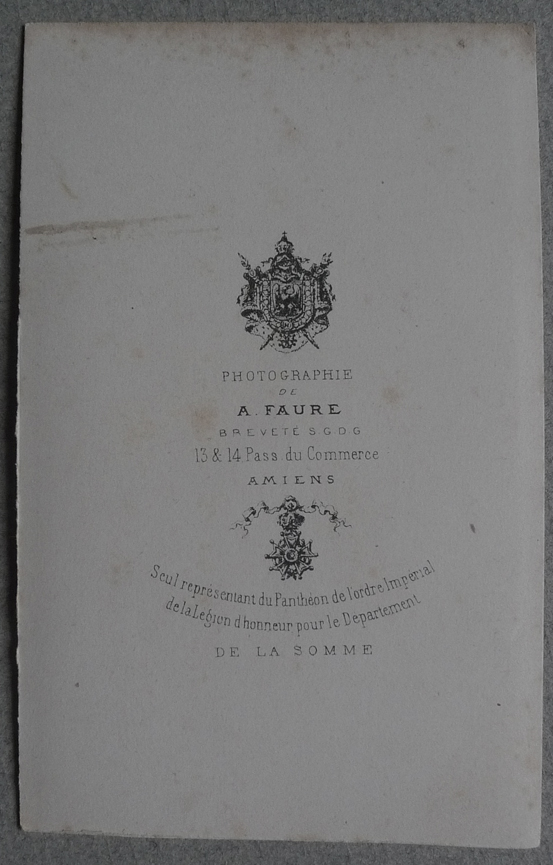 PHOTOGRAPHIE
DE
A. FAURE
BREVETÉ S.G.D.G
13 & 14 Pass. du Commerce
AMIENS
Seul représentant du Panthéon de l'ordre Impérial
de la Légion d'honneur pour le Departement
DE LA SOMME